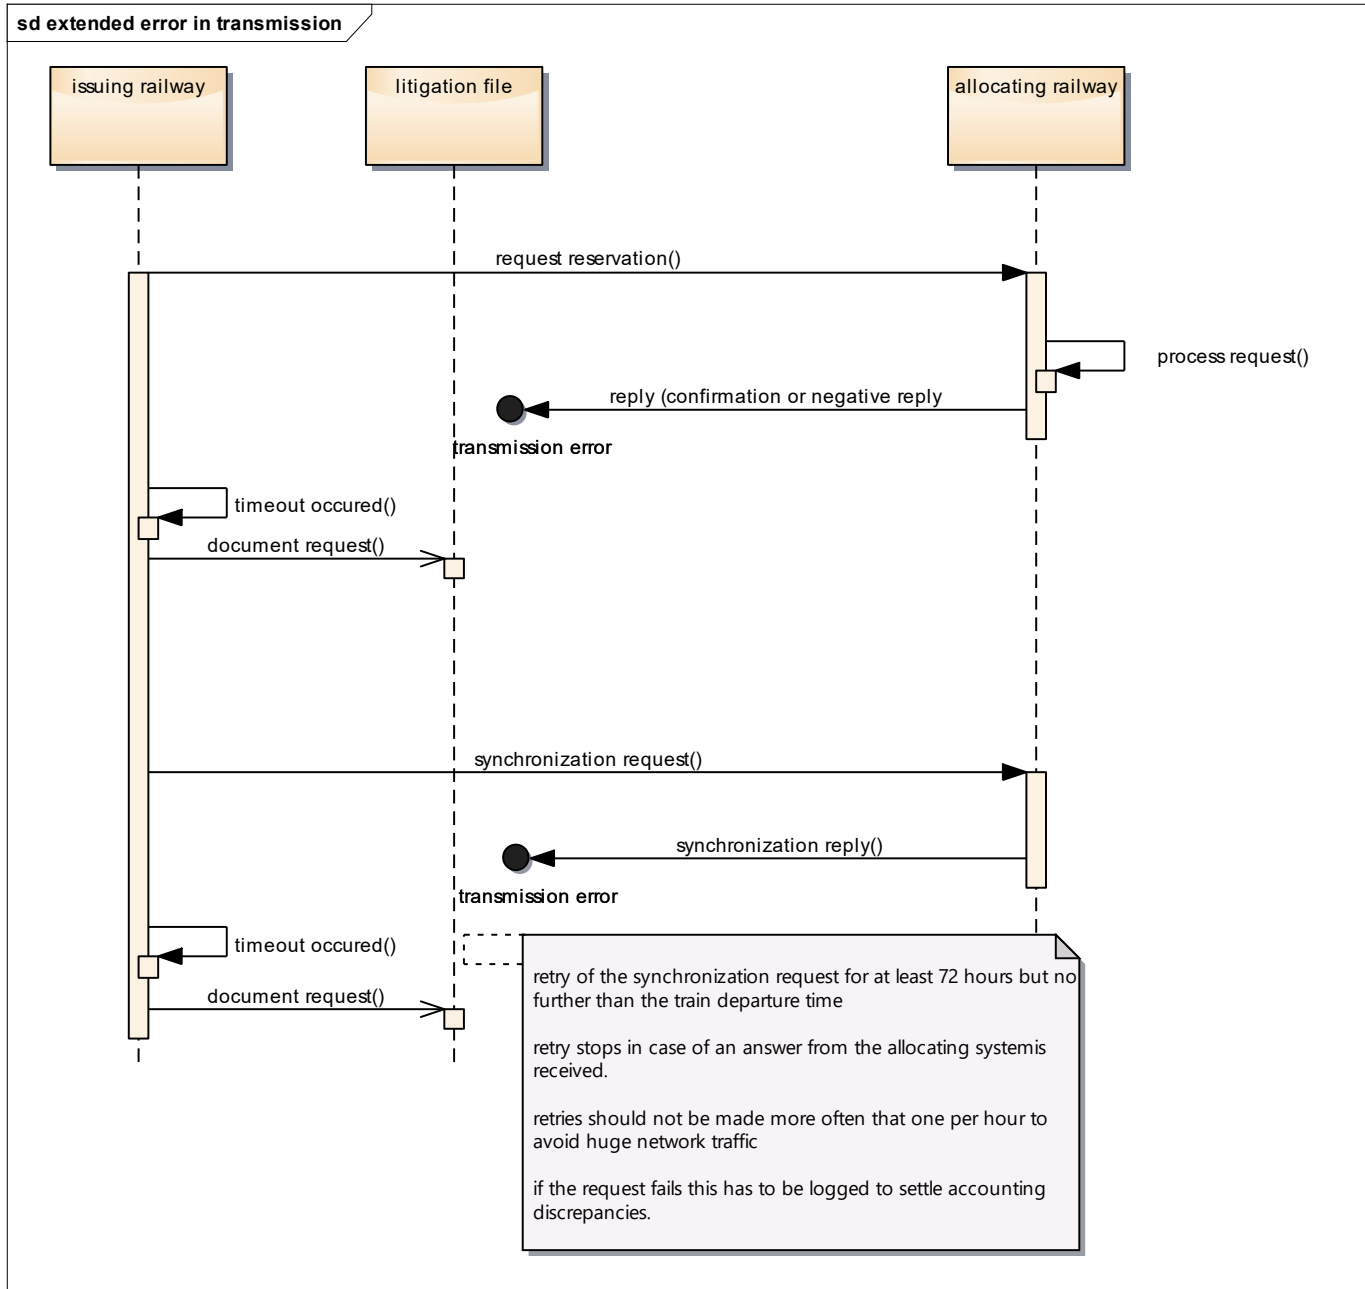 sd extended error in transmission
issuing railway
litigation file
allocating railway
request reservation()
process request()
reply (confirmation or negative reply
transmission error
timeout occured()
document request()
synchronization request()
synchronization reply()
transmission error
timeout occured()
document request()
retry of the synchronization request for at least 72 hours but no
further than the train departure time
retry stops in case of an answer from the allocating systemis
received.
retries should not be made more often that one per hour to
avoid huge network traffic
if the request fails this has to be logged to settle accounting
discrepancies.